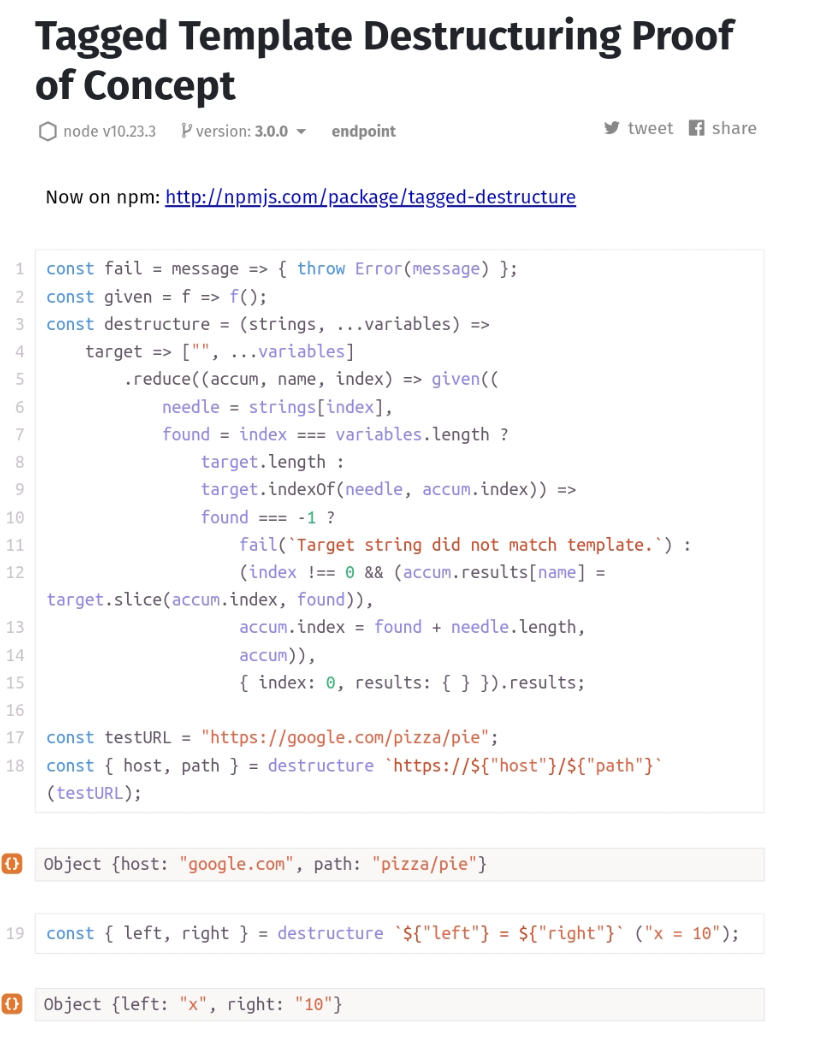 Tagged Template Destructuring Proof
of Concept
node v10.23.3 version: 3.0.0 endpoint tweet share
Now on npm: http://npmjs.com/package/tagged-destructure
1 const fail = message => { throw Error(message) };
2 const given = f => f();
3 const destructure = (strings, ...variables) =>
4     target => ["", ...variables]
5         .reduce((accum, name, index) => given((
6             needle = strings[index],
7             found = index === variables.length ?
8                 target.length :
9                 target.indexOf(needle, accum.index)) =>
10                 found === -1 ?
11                     fail(`Target string did not match template.`) :
12                     (index !== 0 && (accum.results[name] =
target.slice(accum.index, found)),
13                     accum.index = found + needle.length,
14                     accum)),
15                     { index: 0, results: { } }).results;
16
17 const testURL = "https://google.com/pizza/pie";
18 const { host, path } = destructure `https://${"host"}/${"path"}`
(testURL);
{} Object {host: "google.com", path: "pizza/pie"}
19 const { left, right } = destructure `${"left"} = ${"right"}` ("x = 10");
{} Object {left: "x", right: "10"}